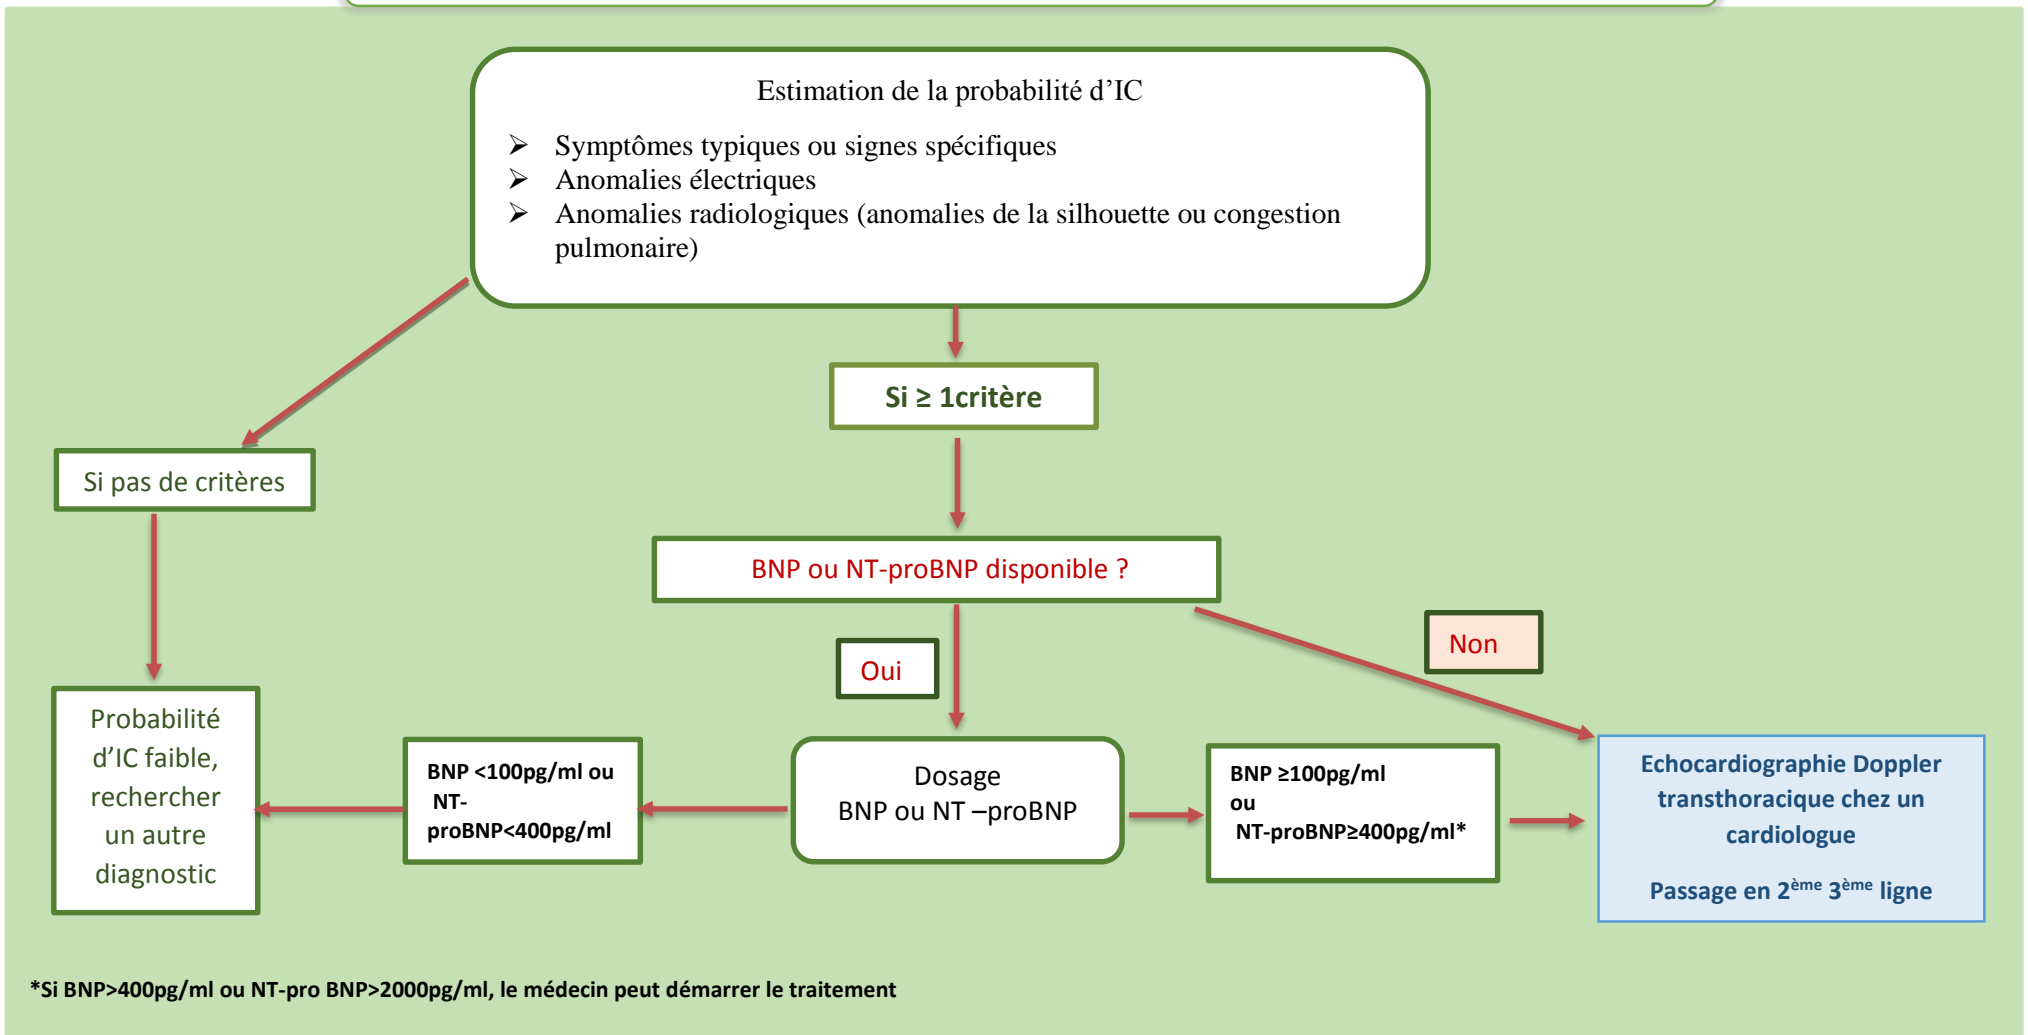 Estimation de la probabilité d’IC
➢ Symptômes typiques ou signes spécifiques
➢ Anomalies électriques
➢ Anomalies radiologiques (anomalies de la silhouette ou congestion
pulmonaire)
Si ≥ 1critère
Si pas de critères
BNP ou NT-proBNP disponible ?
Oui
Non
Probabilité
d’IC faible,
rechercher
un autre
diagnostic
BNP <100pg/ml ou
NT-
proBNP<400pg/ml
Dosage
BNP ou NT –proBNP
BNP ≥100pg/ml
ou
NT-proBNP≥400pg/ml*
Echocardiographie Doppler
transthoracique chez un
cardiologue
Passage en 2ème 3ème ligne
*Si BNP>400pg/ml ou NT-pro BNP>2000pg/ml, le médecin peut démarrer le traitement